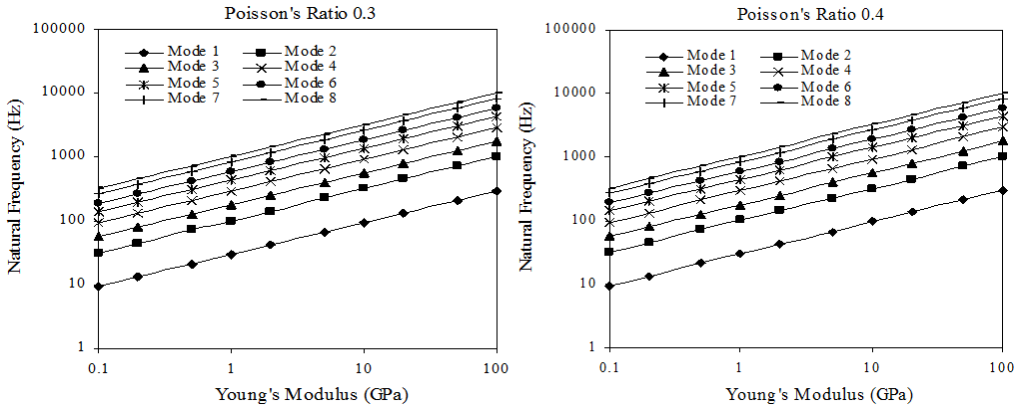 Poisson's Ratio 0.3
100000
10000
1000
100
10
1
Natural Frequency (Hz)
Mode 1 Mode 2
Mode 3 Mode 4
Mode 5 Mode 6
Mode 7 Mode 8
0.1 1 10 100
Young's Modulus (GPa)
Poisson's Ratio 0.4
100000
10000
1000
100
10
1
Natural Frequency (Hz)
Mode 1 Mode 2
Mode 3 Mode 4
Mode 5 Mode 6
Mode 7 Mode 8
0.1 1 10 100
Young's Modulus (GPa)